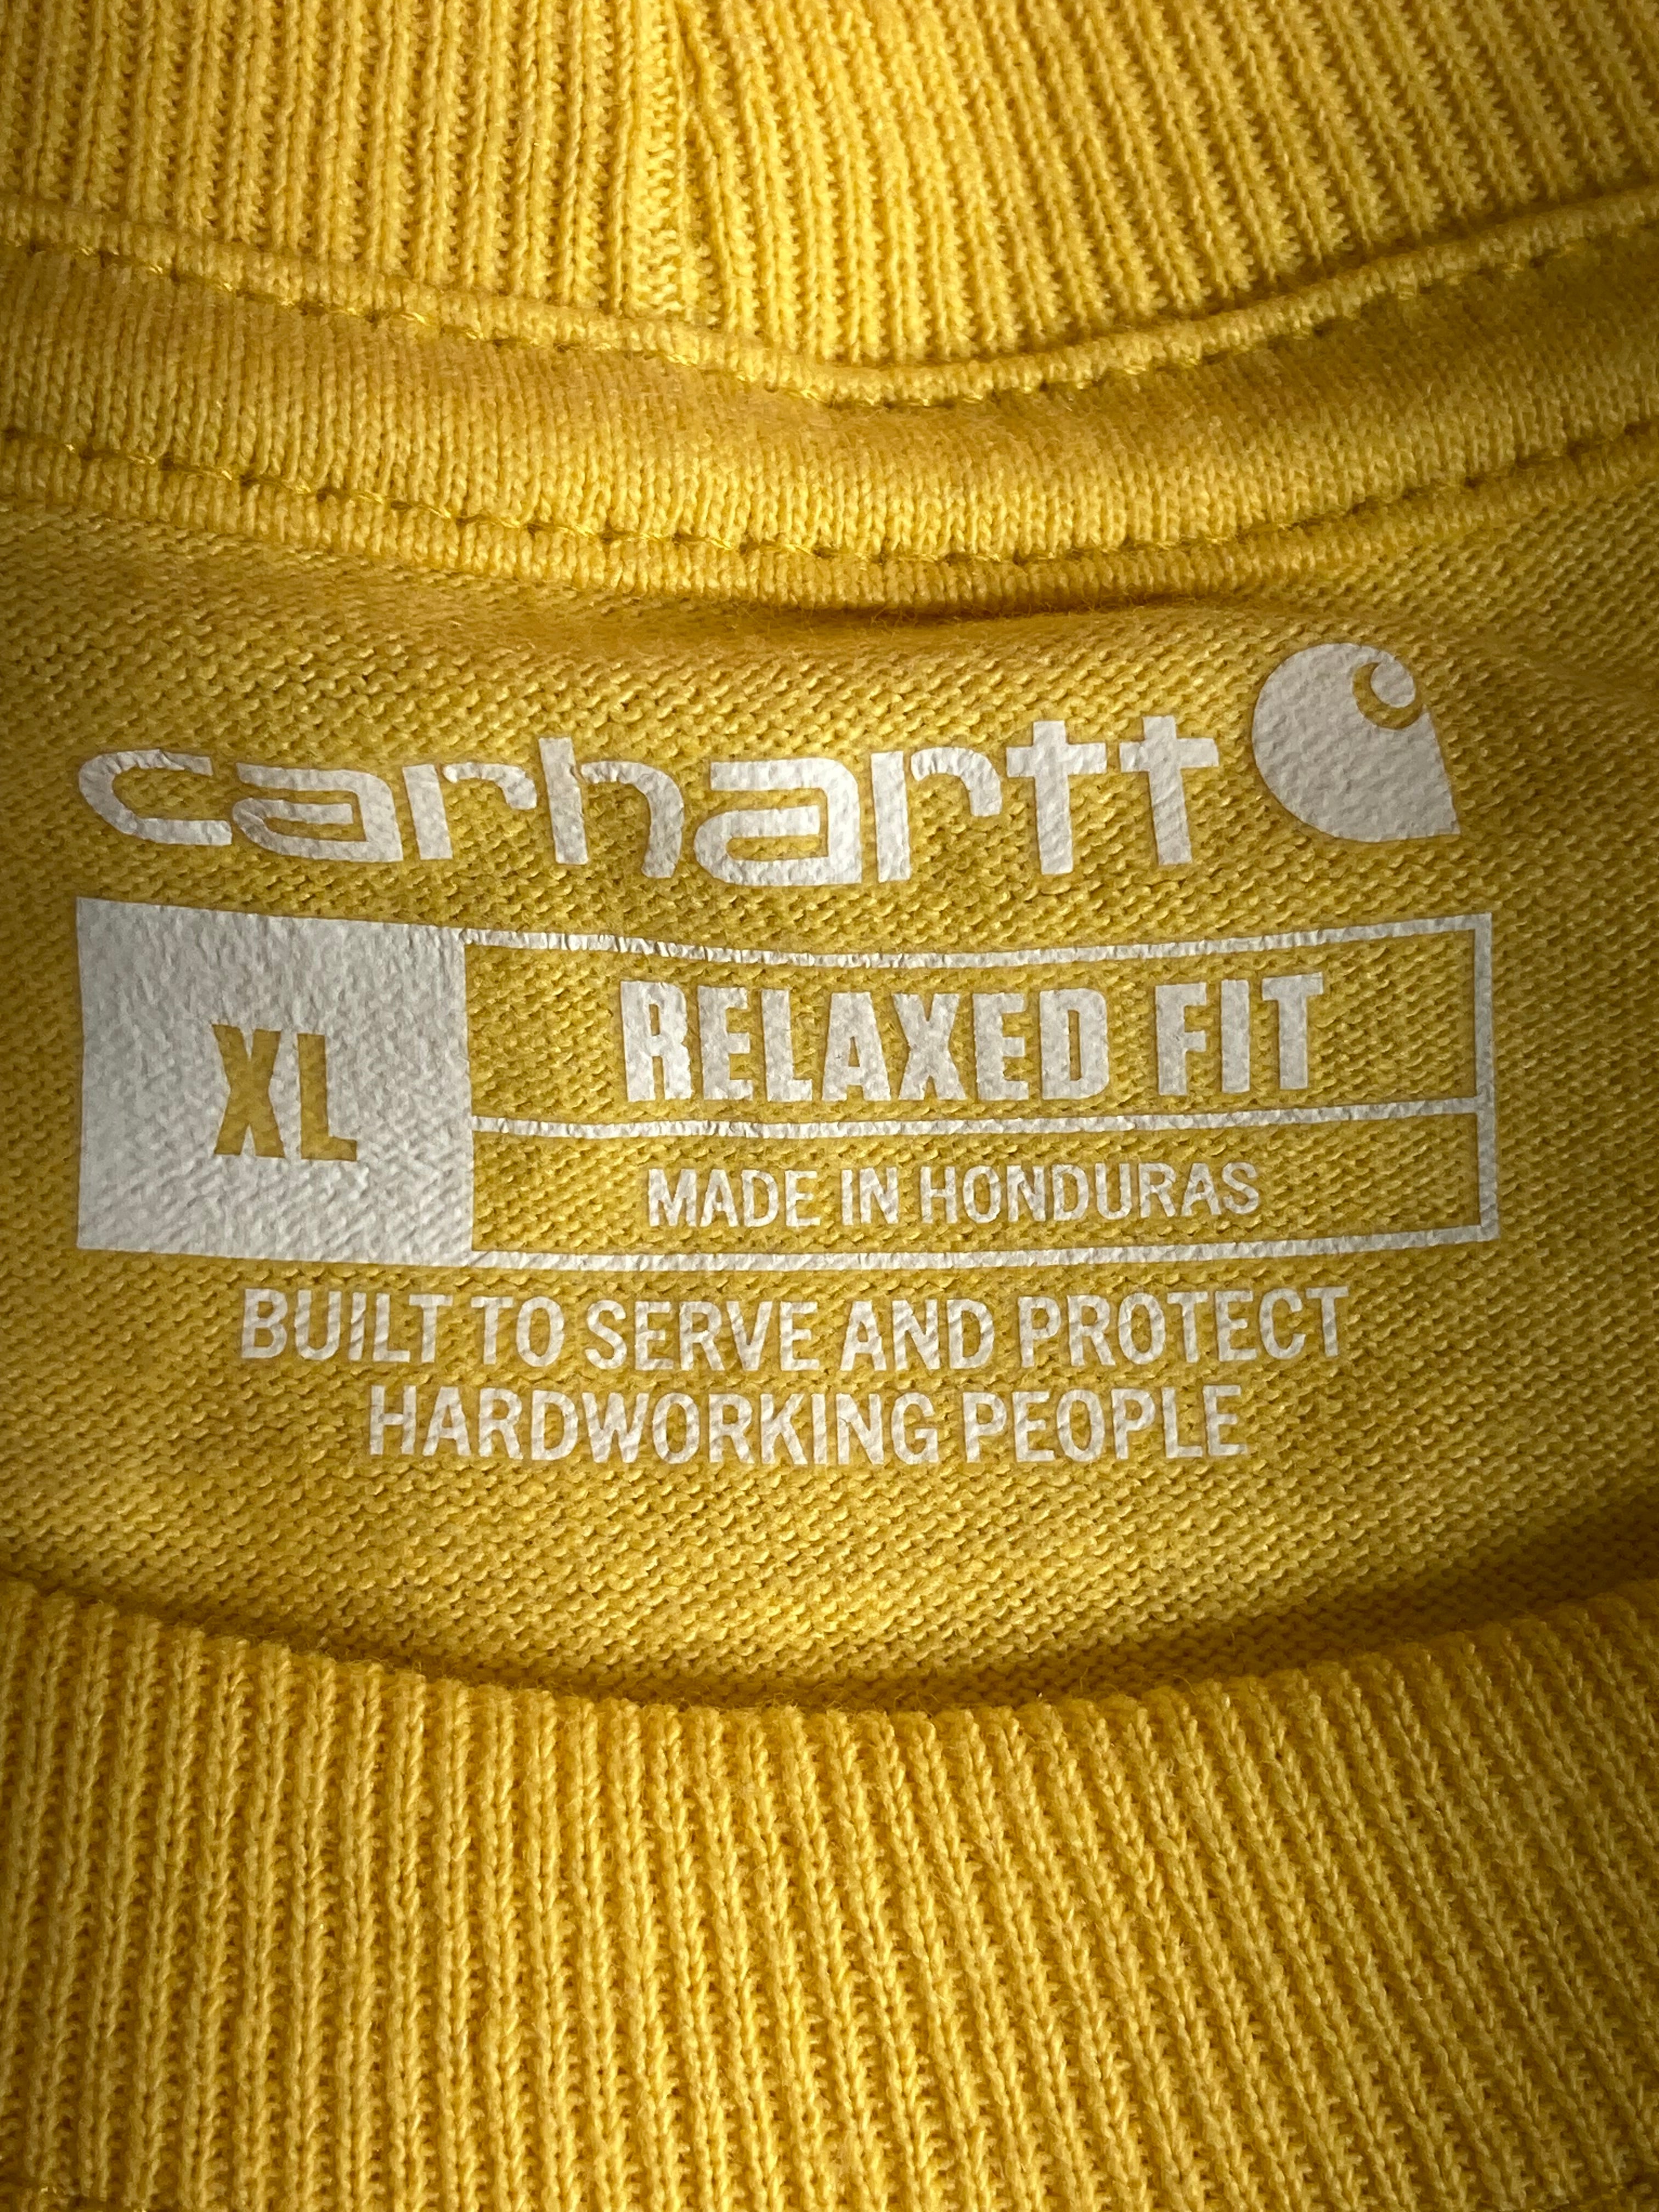 carhartt
XL
RELAXED FIT
MADE IN HONDURAS
BUILT TO SERVE AND PROTECT
HARDWORKING PEOPLE